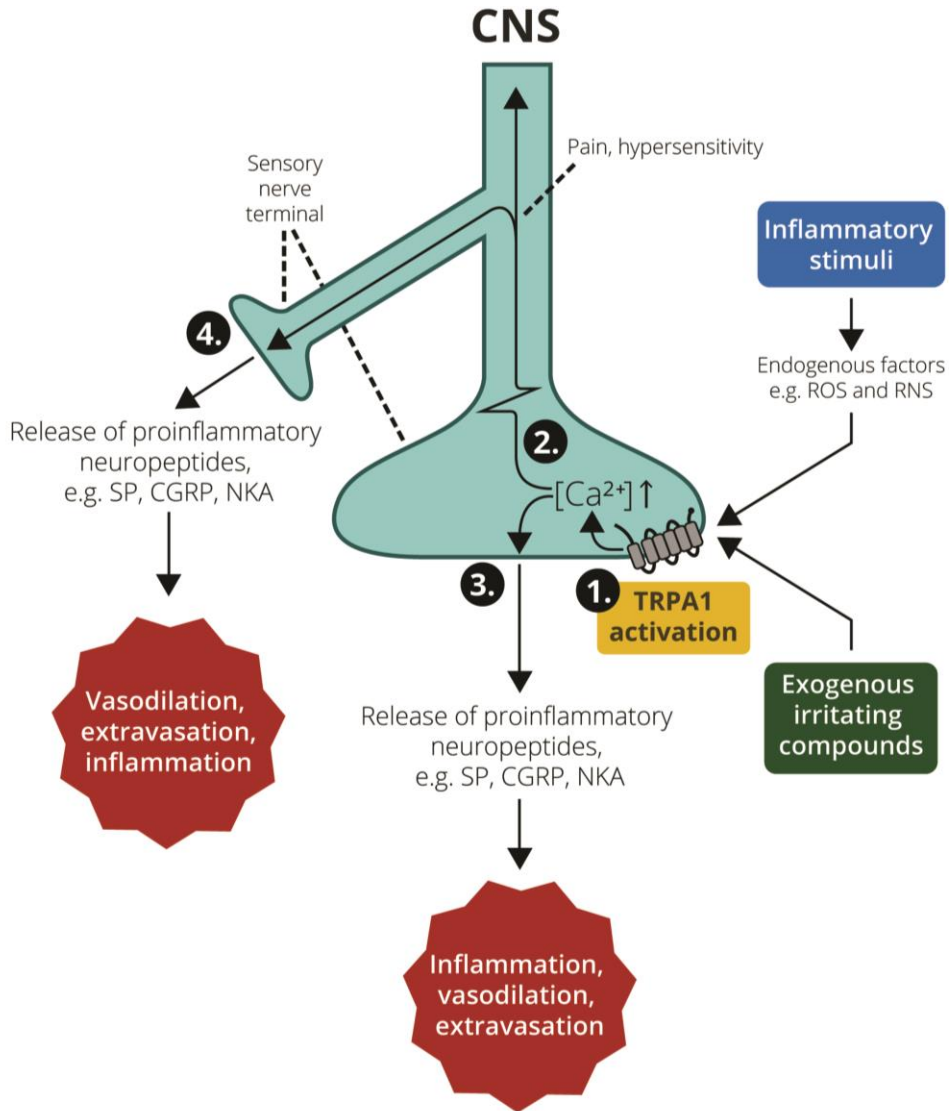 CNS
Pain, hypersensitivity
Sensory
nerve
terminal
Inflammatory
stimuli
Endogenous factors
e.g. ROS and RNS
4.
Release of proinflammatory
neuropeptides,
e.g. SP, CGRP, NKA
2.
[Ca²⁺]↑
3.
1.
TRPA1
activation
Vasodilation,
extravasation,
inflammation
Exogenous
irritating
compounds
Release of proinflammatory
neuropeptides,
e.g. SP, CGRP, NKA
Inflammation,
vasodilation,
extravasation